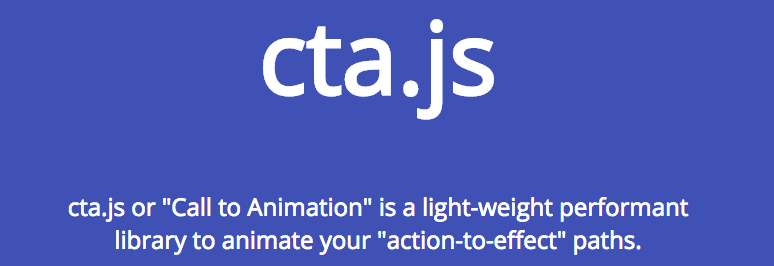 cta.js
cta.js or "Call to Animation" is a light-weight performant
library to animate your "action-to-effect" paths.